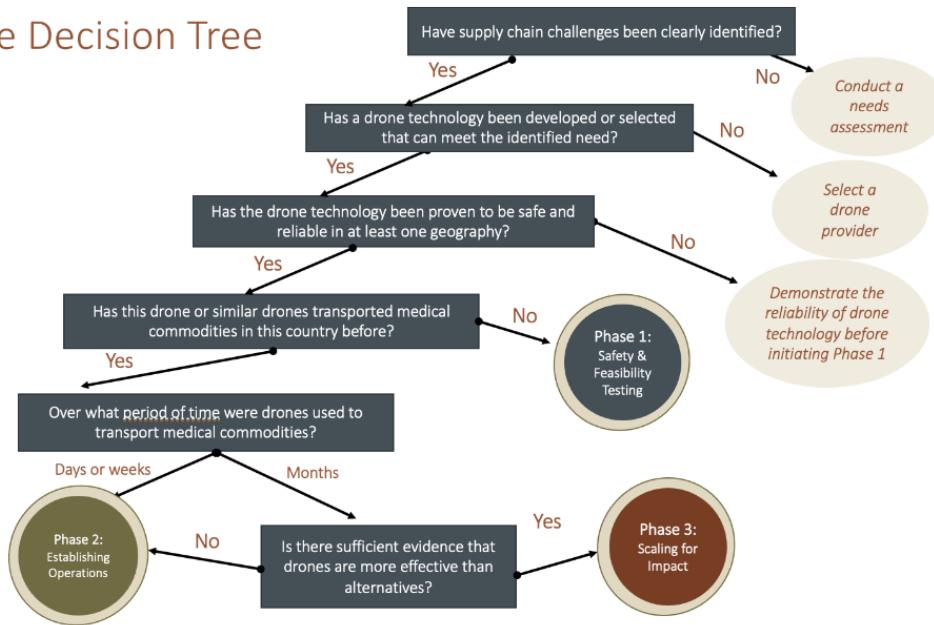 e Decision Tree
Have supply chain challenges been clearly identified?
Yes
No
Conduct a
needs
assessment
Has a drone technology been developed or selected
that can meet the identified need?
Yes
No
Select a
drone
provider
Has the drone technology been proven to be safe and
reliable in at least one geography?
Yes
No
Demonstrate the
reliability of drone
technology before
initiating Phase 1
Has this drone or similar drones transported medical
commodities in this country before?
Yes
No
Phase 1:
Safety &
Feasibility
Testing
Over what period of time were drones used to
transport medical commodities?
Days or weeks
Months
Phase 2:
Establishing
Operations
No
Is there sufficient evidence that
drones are more effective than
alternatives?
Yes
Phase 3:
Scaling for
Impact